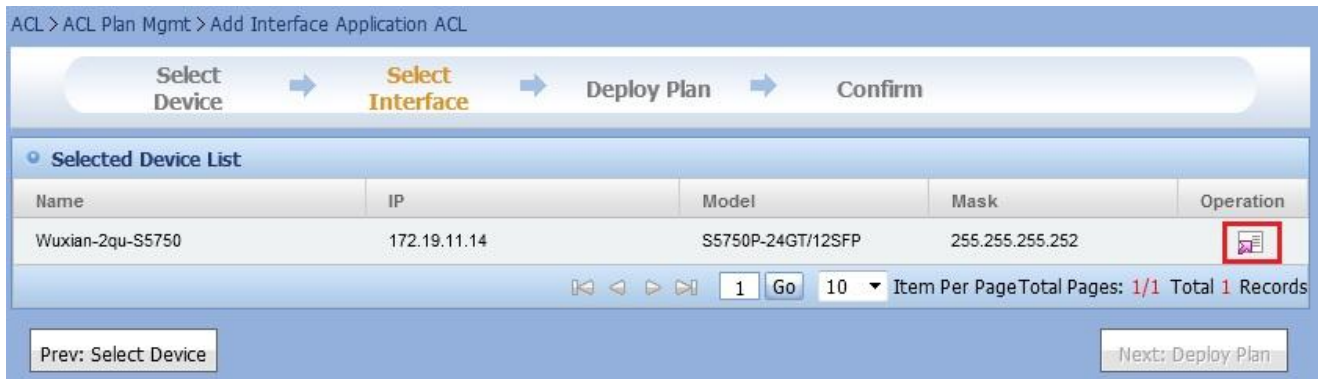 ACL > ACL Plan Mgmt > Add Interface Application ACL
Select Device
Select Interface
Deploy Plan
Confirm
Selected Device List
Name IP Model Mask Operation
Wuxian-2qu-S5750 172.19.11.14 S5750P-24GT/12SFP 255.255.255.252
1 Go 10 Item Per PageTotal Pages: 1/1 Total 1 Records
Prev: Select Device Next: Deploy Plan